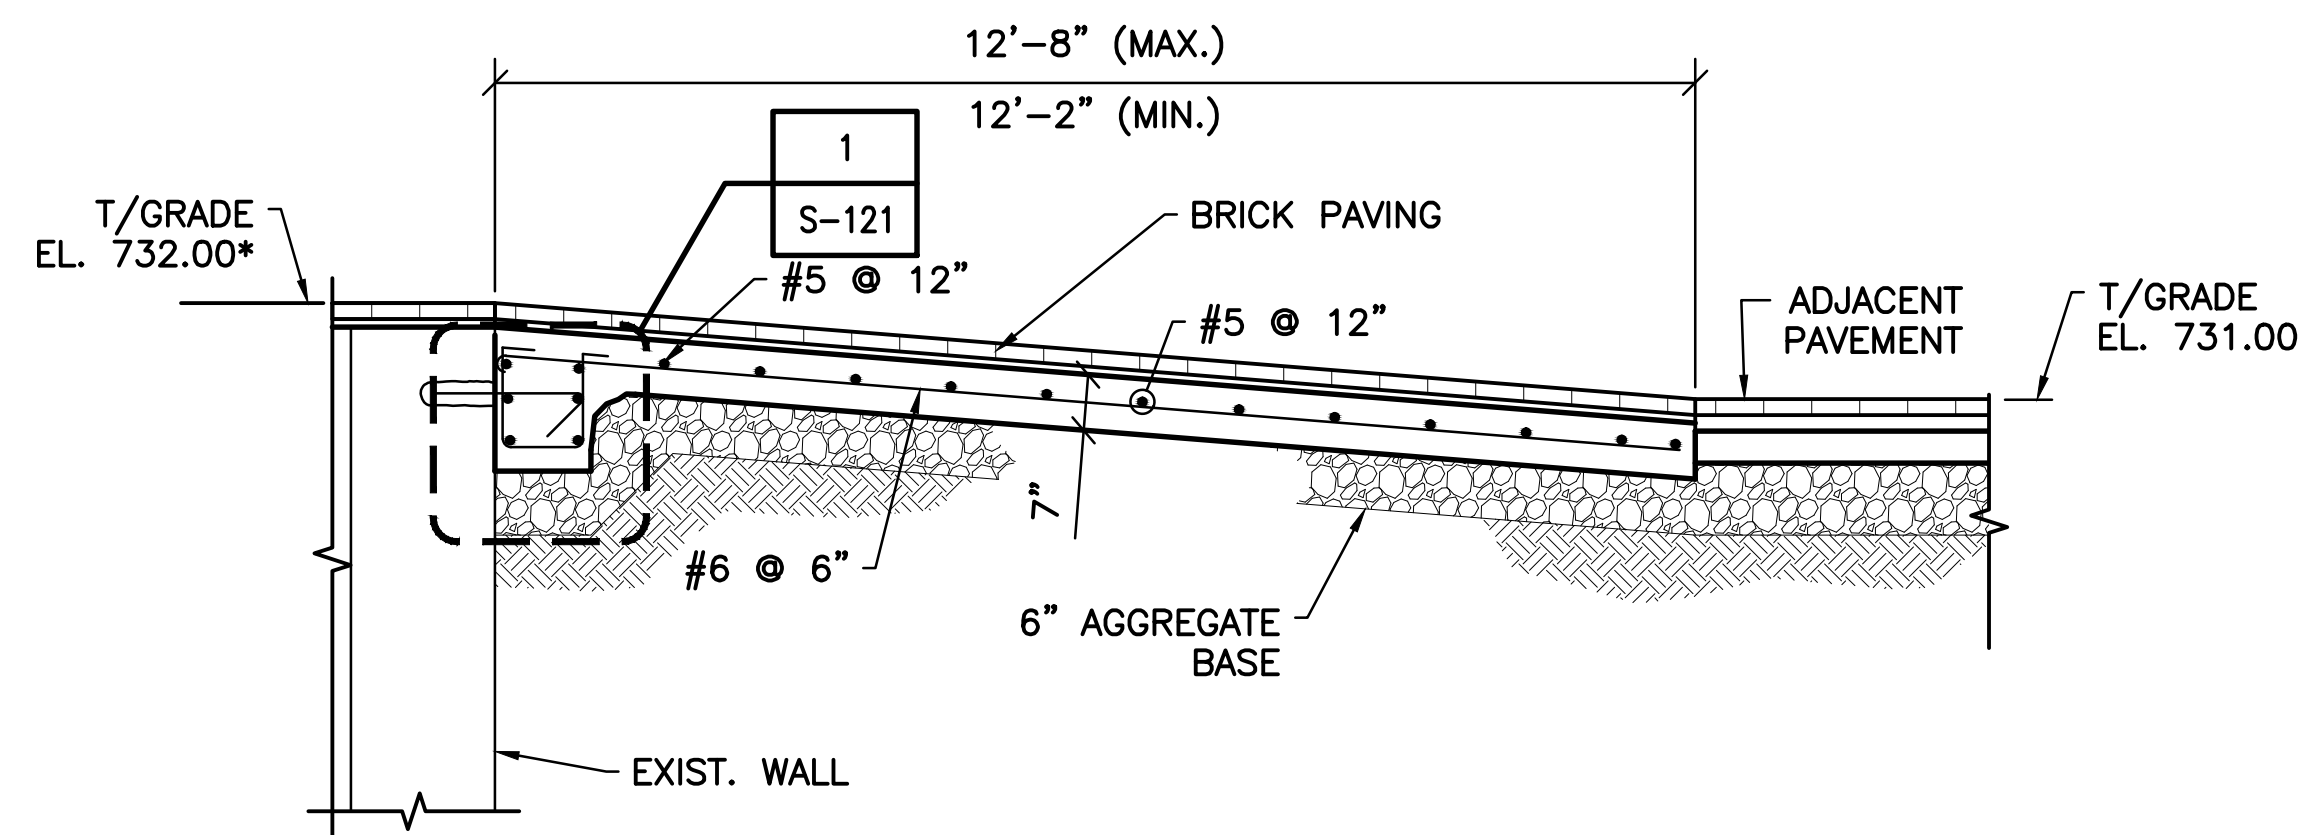 12'-8" (MAX.)
12'-2" (MIN.)
1
S-121
T/GRADE
EL. 732.00*
BRICK PAVING
#5 @ 12"
#5 @ 12"
ADJACENT
PAVEMENT
T/GRADE
EL. 731.00
7"
#6 @ 6"
6" AGGREGATE
BASE
EXIST. WALL